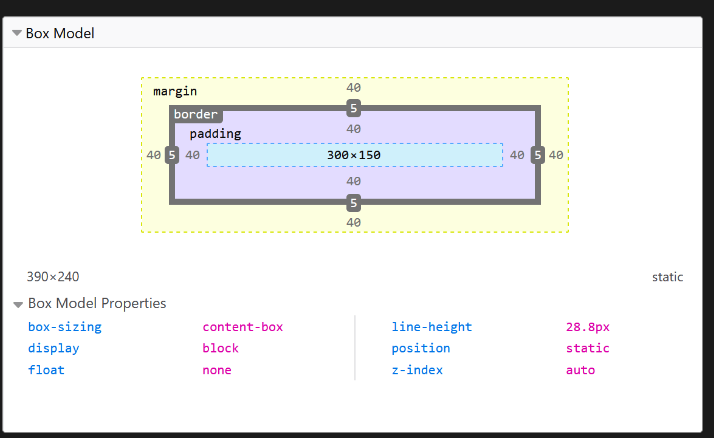 Box Model
40
margin
5
border
40
padding
40 5 40 300×150 40 5 40
40
5
40
390×240 static
Box Model Properties
box-sizing content-box line-height 28.8px
display block position static
float none z-index auto